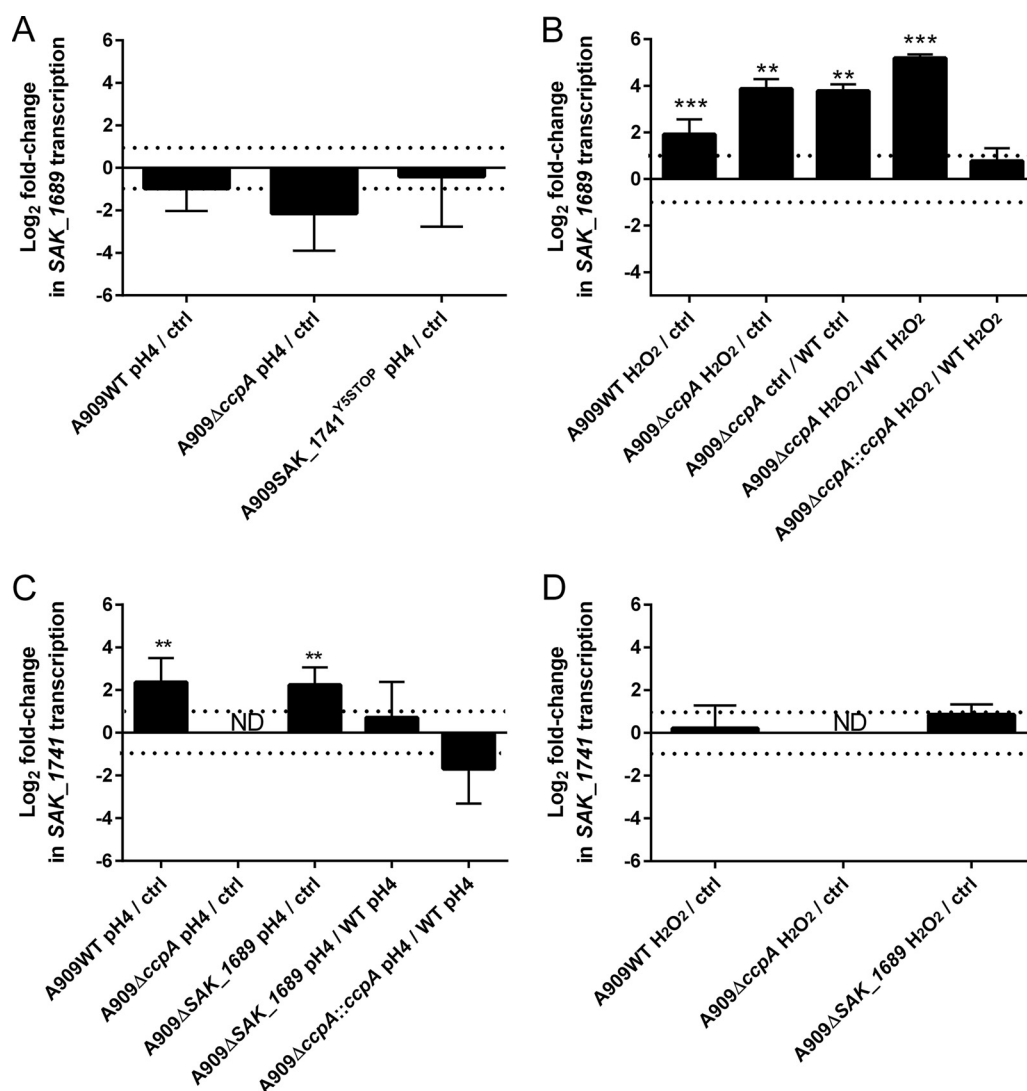 A
Log2 fold-change
in SAK_1689 transcription
6
4
2
0
-2
-4
-6
A909WT pH4 / ctrl
A909ΔccpA pH4 / ctrl
A909SAK_1741Y5STOP pH4 / ctrl
B
Log2 fold-change
in SAK_1689 transcription
6
4
2
0
-2
-4
***
**
**
***
A909WT H2O2 / ctrl
A909ΔccpA H2O2 / ctrl
A909ΔccpA ctrl / WT ctrl
A909ΔccpA H2O2 / WT H2O2
A909ΔccpA::ccpA H2O2 / WT H2O2
C
Log2 fold-change
in SAK_1741 transcription
6
4
2
0
-2
-4
-6
**
ND
**
A909WT pH4 / ctrl
A909ΔccpA pH4 / ctrl
A909ΔSAK_1689 pH4 / ctrl
A909ΔSAK_1689 pH4 / WT pH4
A909ΔccpA::ccpA pH4 / WT pH4
D
Log2 fold-change
in SAK_1741 transcription
6
4
2
0
-2
-4
-6
ND
A909WT H2O2 / ctrl
A909ΔccpA H2O2 / ctrl
A909ΔSAK_1689 H2O2 / ctrl